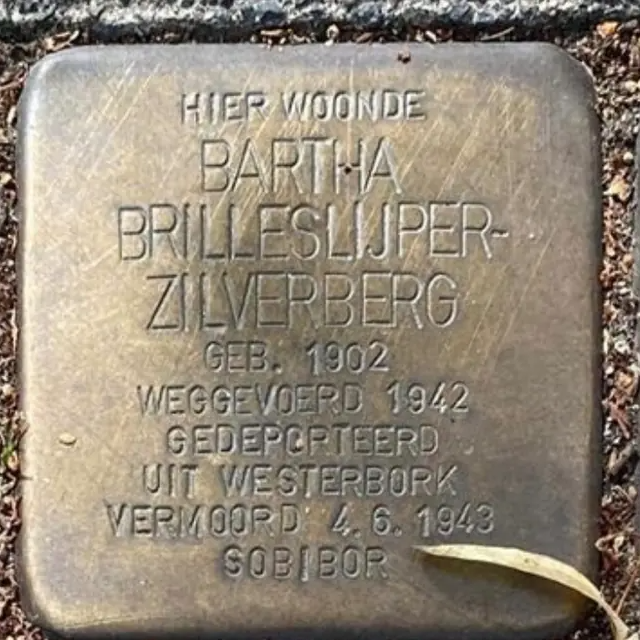 HIER WOONDE
BARTHA
BRILLESLIJPER-
ZILVERBERG
GEB. 1902
WEGGEVOERD 1942
GEDEPORTEERD
UIT WESTERBORK
VERMOORD 4.6.1943
SOBIBOR